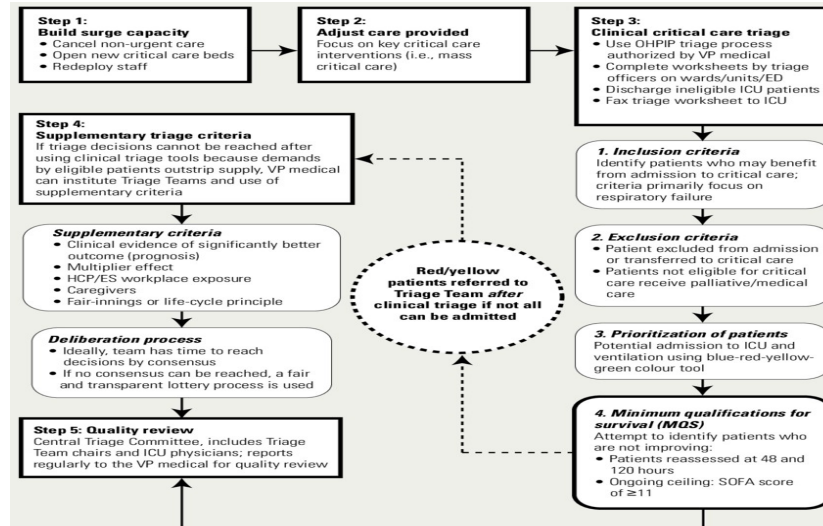 Step 1:
Build surge capacity
• Cancel non-urgent care
• Open new critical care beds
• Redeploy staff
Step 2:
Adjust care provided
Focus on key critical care
interventions (i.e., mass
critical care)
Step 3:
Clinical critical care triage
• Use OHPIP triage process
authorized by VP medical
• Complete worksheets by triage
officers on wards/units/ED
• Discharge ineligible ICU patients
• Fax triage worksheet to ICU
1. Inclusion criteria
Identify patients who may benefit
from admission to critical care;
criteria primarily focus on
respiratory failure
2. Exclusion criteria
• Patient excluded from admission
or transferred to critical care
• Patients not eligible for critical
care receive palliative/medical
care
3. Prioritization of patients
Potential admission to ICU and
ventilation using blue-red-yellow-
green colour tool
4. Minimum qualifications for
survival (MQS)
Attempt to identify patients who
are not improving:
• Patients reassessed at 48 and
120 hours
• Ongoing ceiling: SOFA score
of ≥11
Red/yellow
patients referred to
Triage Team after
clinical triage if not all
can be admitted
Step 4:
Supplementary triage criteria
If triage decisions cannot be reached after
using clinical triage tools because demands
by eligible patients outstrip supply, VP medical
can institute Triage Teams and use of
supplementary criteria
Supplementary criteria
• Clinical evidence of significantly better
outcome (prognosis)
• Multiplier effect
• HCP/ES workplace exposure
• Caregivers
• Fair-innings or life-cycle principle
Deliberation process
• Ideally, team has time to reach
decisions by consensus
• If no consensus can be reached, a fair
and transparent lottery process is used
Step 5: Quality review
Central Triage Committee, includes Triage
Team chairs and ICU physicians; reports
regularly to the VP medical for quality review